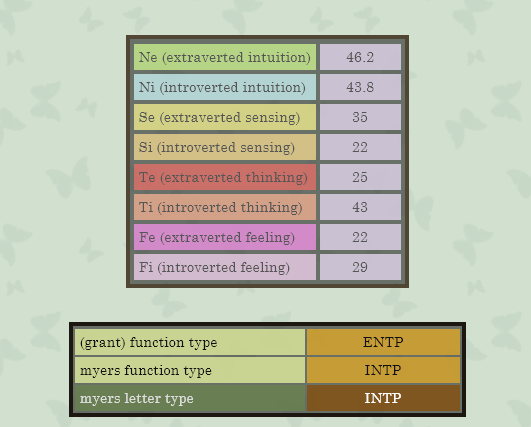 Ne (extraverted intuition) 46.2
Ni (introverted intuition) 43.8
Se (extraverted sensing) 35
Si (introverted sensing) 22
Te (extraverted thinking) 25
Ti (introverted thinking) 43
Fe (extraverted feeling) 22
Fi (introverted feeling) 29
(grant) function type ENTP
myers function type INTP
myers letter type INTP